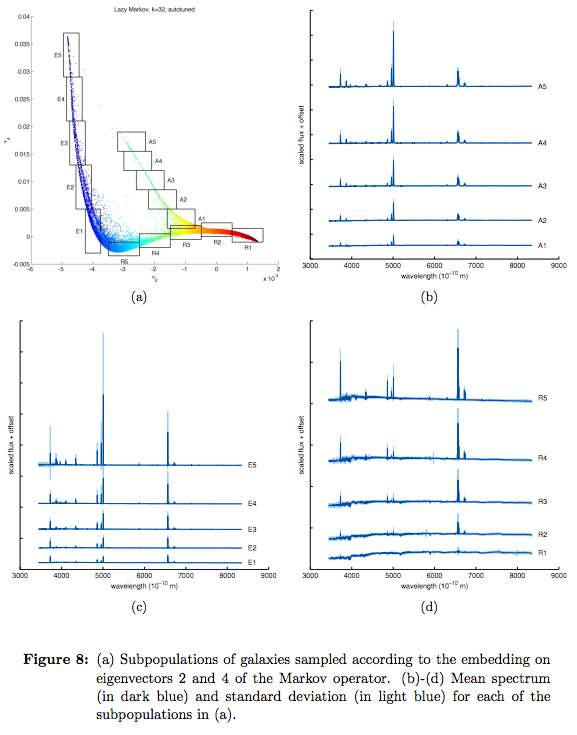 Lazy Markov, k=32, autotuned
0.04
0.035
0.03
0.025
0.02
0.015
0.01
0.005
0
-0.005
v4
E5
E4
E3
E2
E1
A5
A4
A3
A2
A1
R5
R4
R3
R2
R1
-6 -5 -4 -3 -2 -1 0 1 2
v2
(a)
scaled flux + offset
A5
A4
A3
A2
A1
3000 4000 5000 6000 7000 8000 9000
wavelength (10⁻¹⁰ m)
(b)
scaled flux + offset
E5
E4
E3
E2
E1
3000 4000 5000 6000 7000 8000 9000
wavelength (10⁻¹⁰ m)
(c)
scaled flux + offset
R5
R4
R3
R2
R1
3000 4000 5000 6000 7000 8000 9000
wavelength (10⁻¹⁰ m)
(d)
Figure 8: (a) Subpopulations of galaxies sampled according to the embedding on
eigenvectors 2 and 4 of the Markov operator. (b)-(d) Mean spectrum
(in dark blue) and standard deviation (in light blue) for each of the
subpopulations in (a).